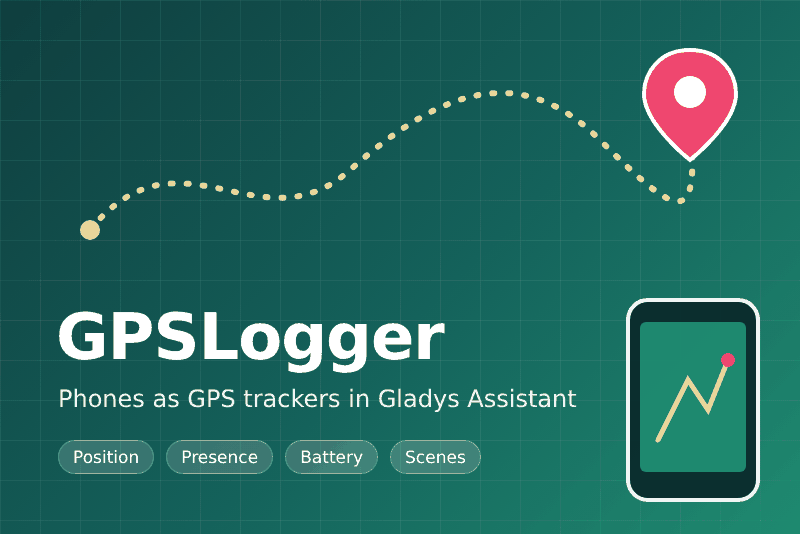 GPSLogger
Phones as GPS trackers in Gladys Assistant
Position Presence Battery Scenes